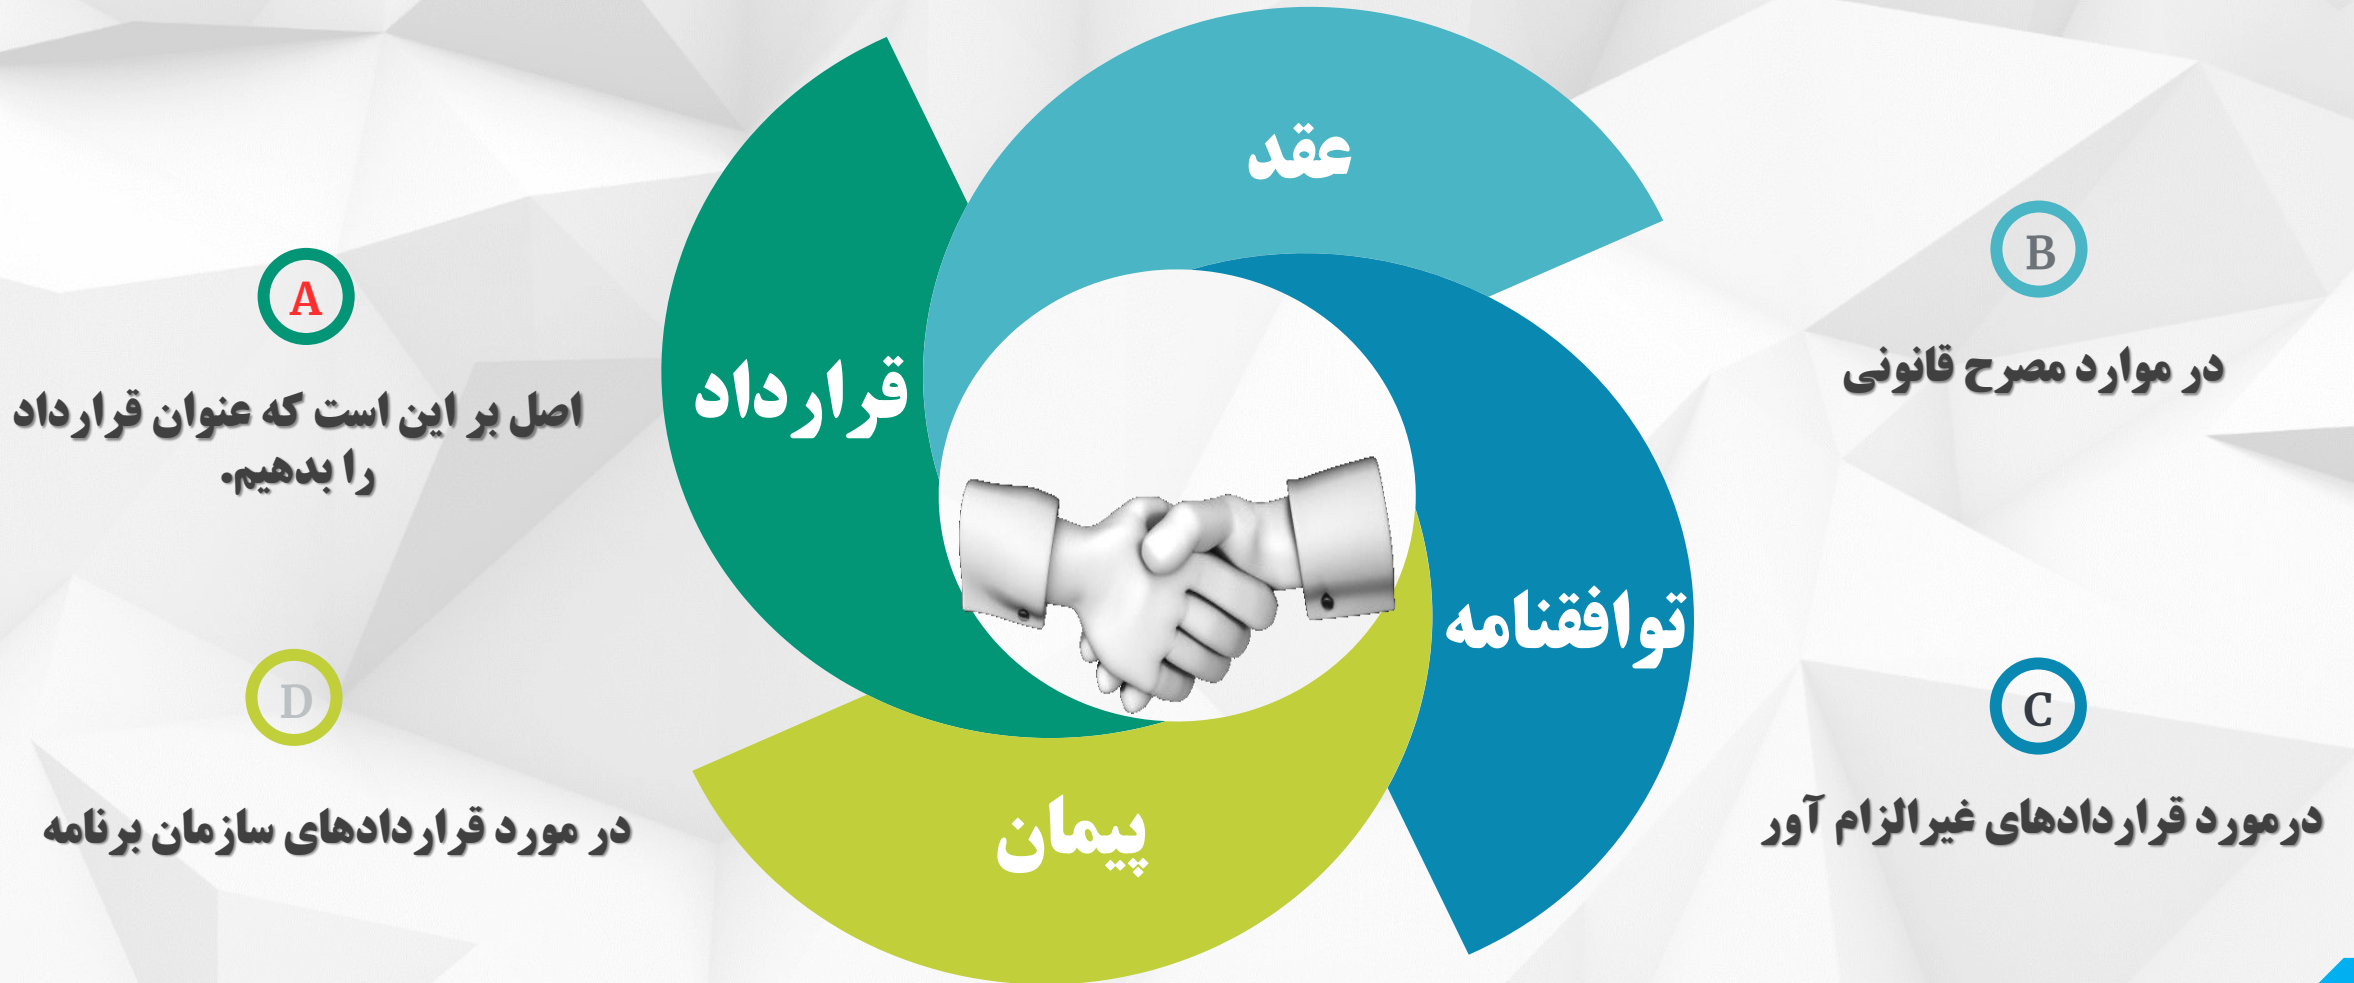 عقد
قرارداد
توافقنامه
پیمان
A
اصل بر این است که عنوان قرارداد
را بدهیم.
B
در موارد مصرح قانونی
C
درمورد قراردادهای غیرالزام آور
D
در مورد قراردادهای سازمان برنامه